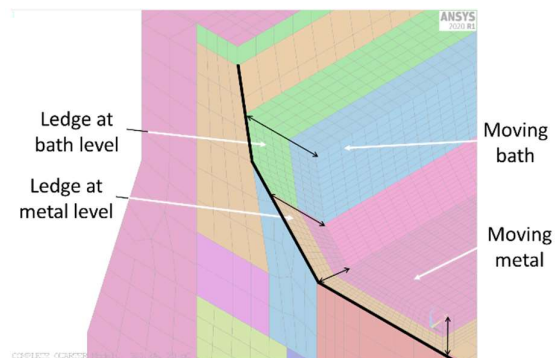 ANSYS
2020 R1
Ledge at
bath level
Ledge at
metal level
Moving
bath
Moving
metal